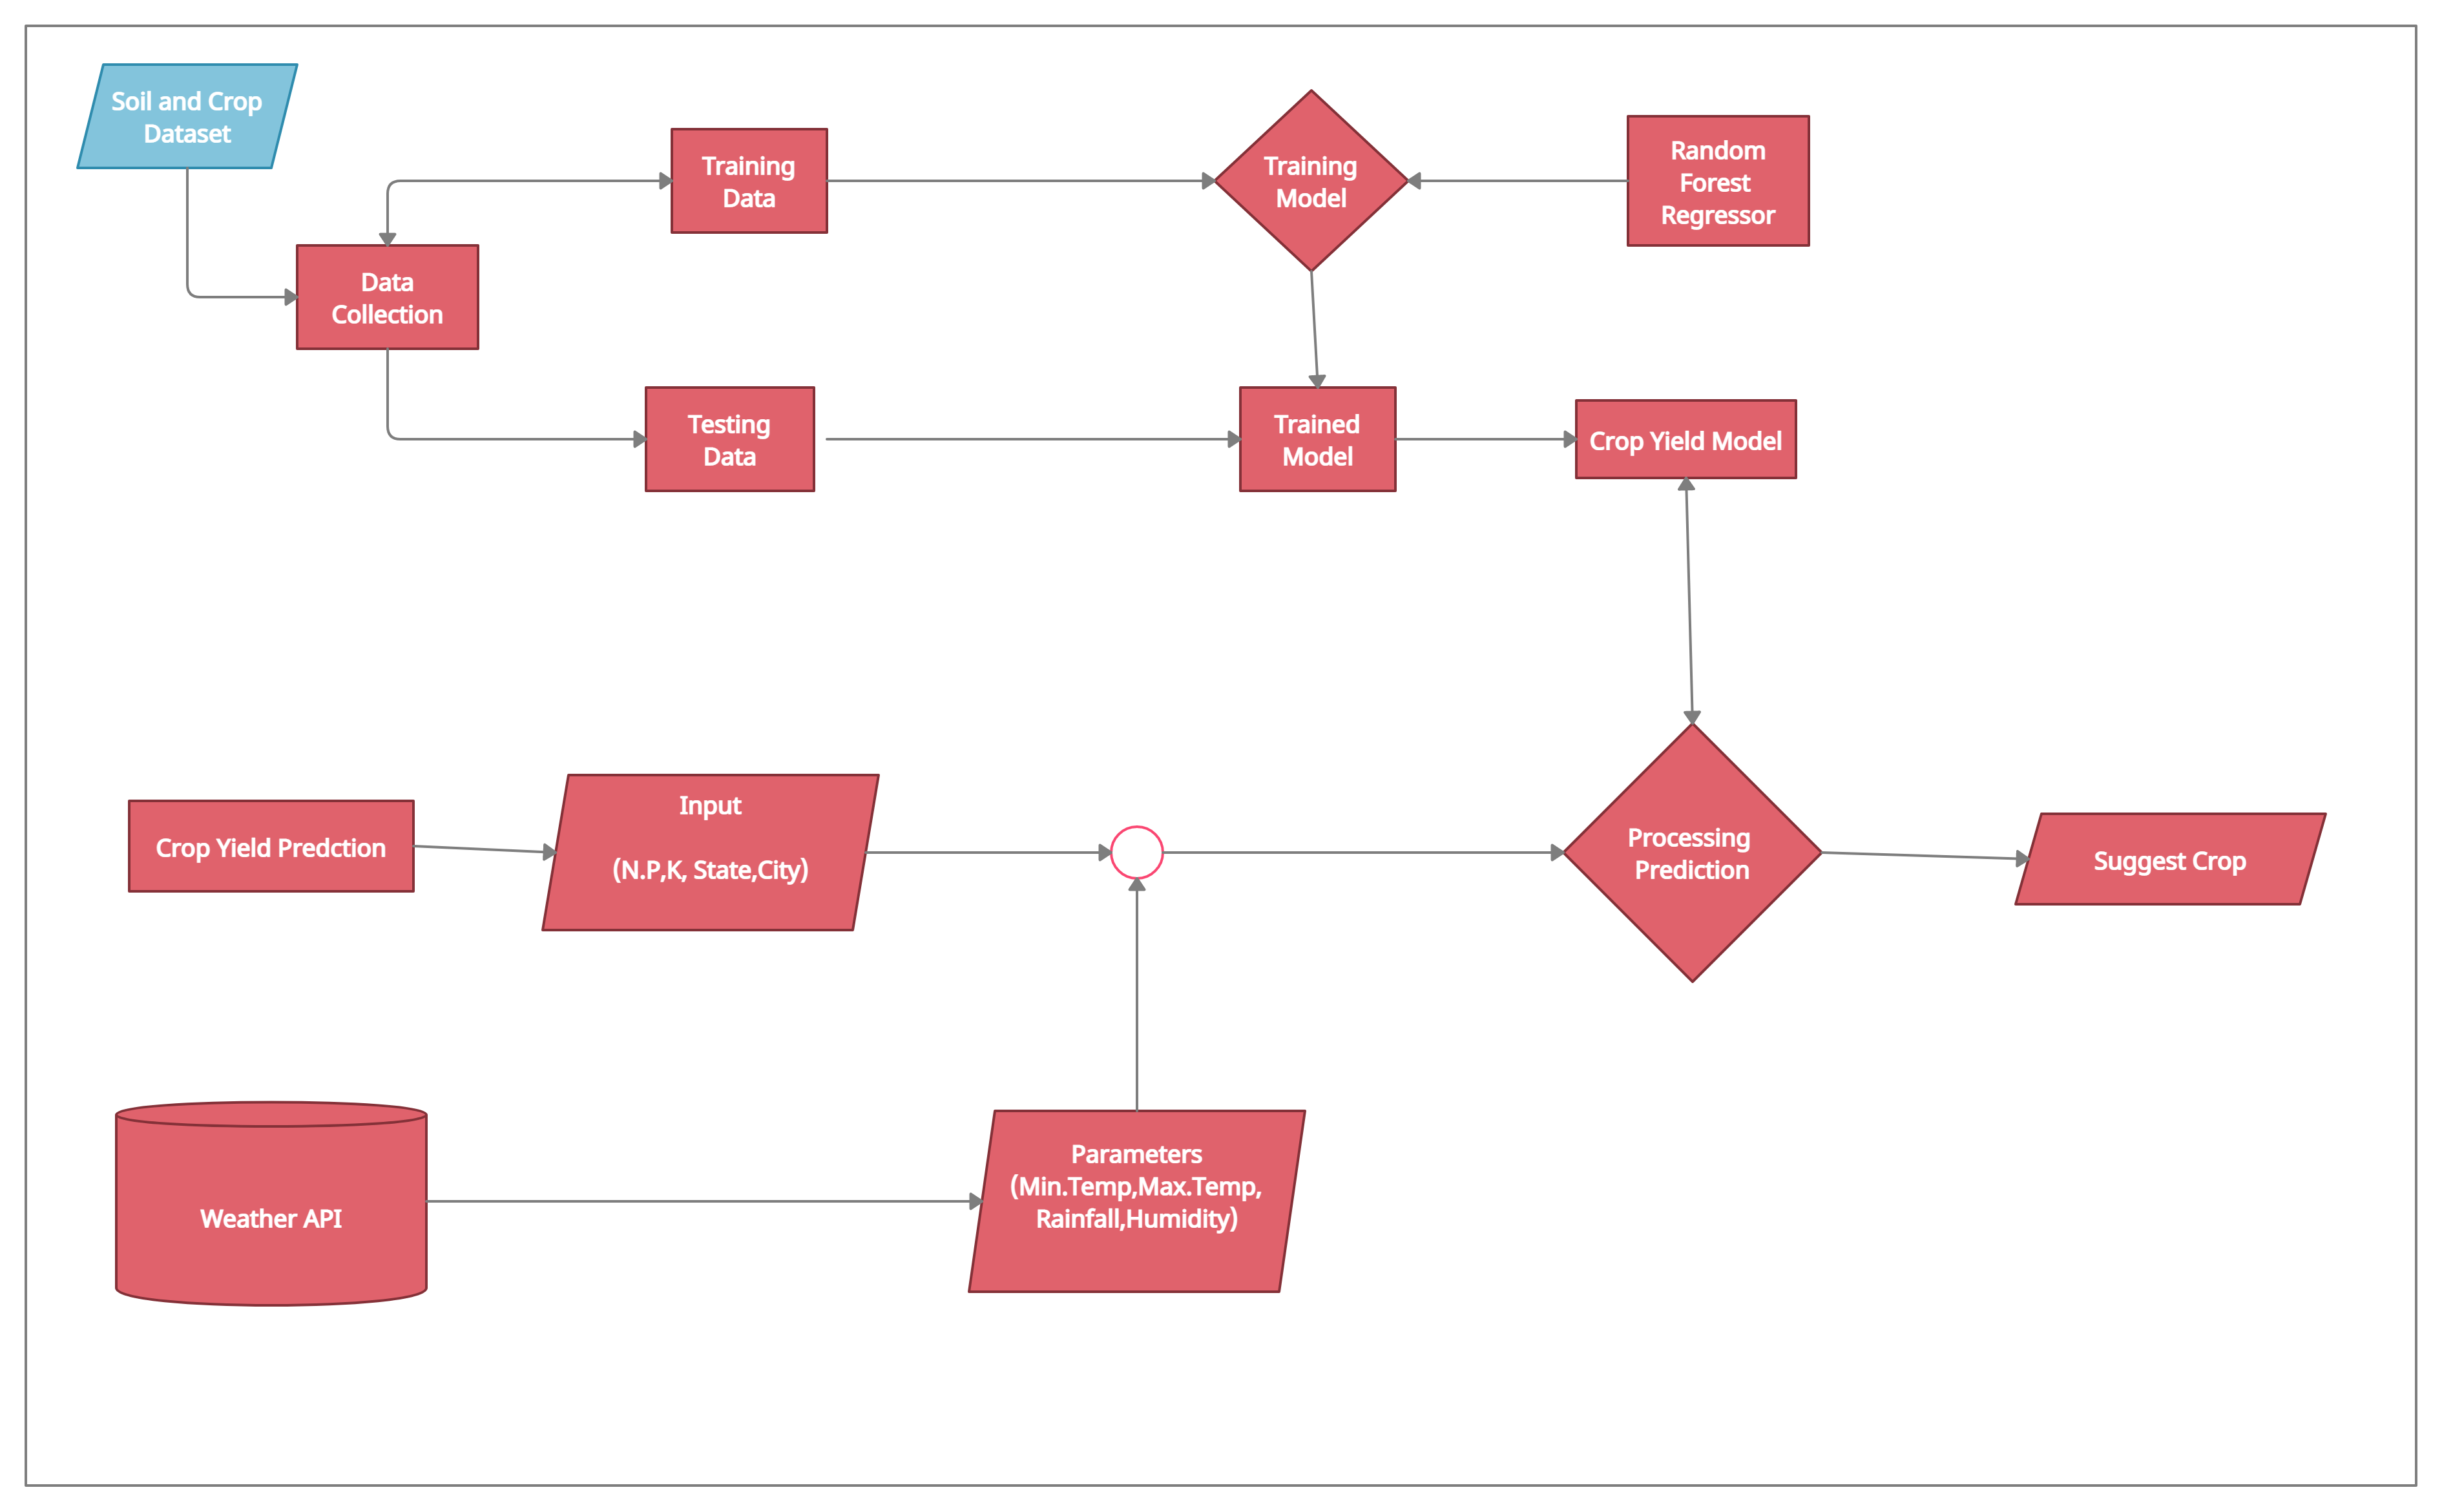 Soil and Crop
Dataset
Training
Data
Training
Model
Random
Forest
Regressor
Data
Collection
Testing
Data
Trained
Model
Crop Yield Model
Crop Yield Predction
Input
(N.P,K, State,City)
Processing
Prediction
Suggest Crop
Weather API
Parameters
(Min.Temp,Max.Temp,
Rainfall,Humidity)